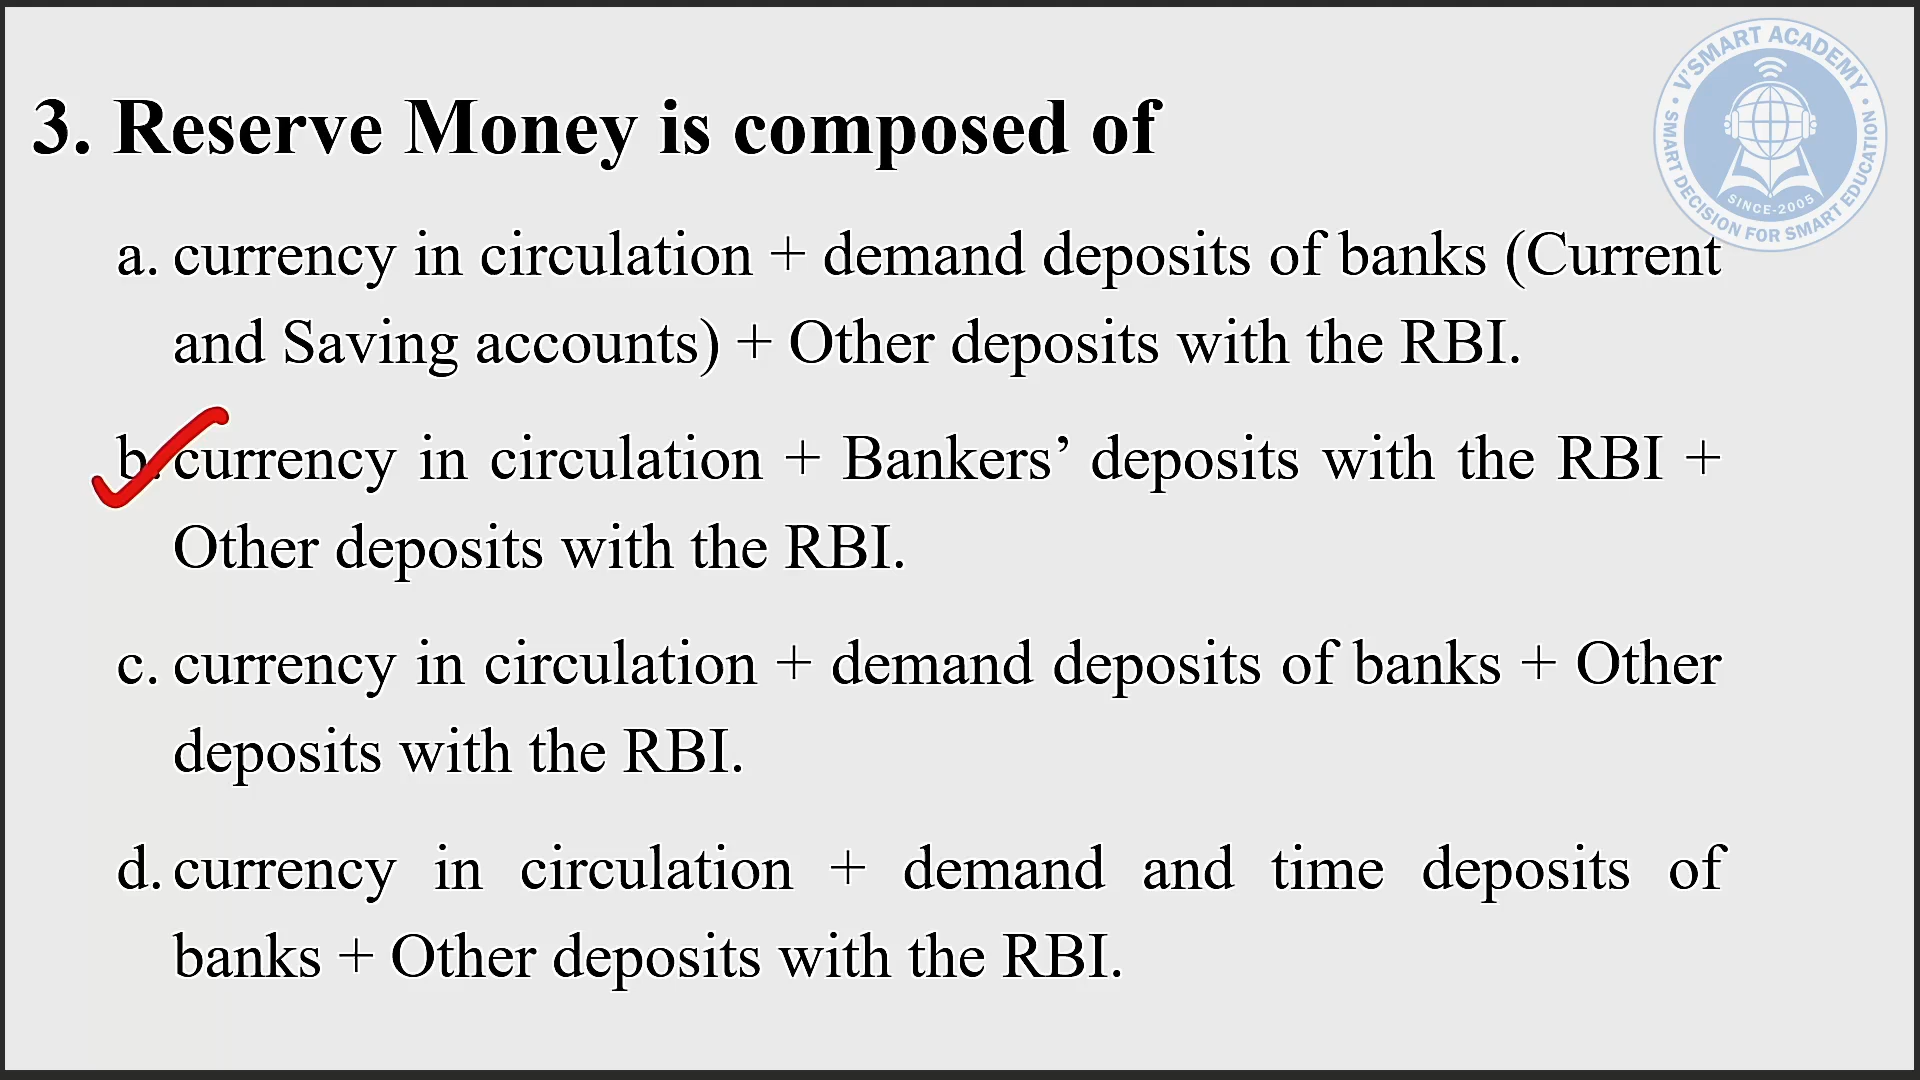 V'SMART ACADEMY
SMART DECISION FOR SMART EDUCATION
SINCE-2005
3. Reserve Money is composed of
a. currency in circulation + demand deposits of banks (Current
and Saving accounts) + Other deposits with the RBI.
b. currency in circulation + Bankers’ deposits with the RBI +
Other deposits with the RBI.
c. currency in circulation + demand deposits of banks + Other
deposits with the RBI.
d. currency in circulation + demand and time deposits of
banks + Other deposits with the RBI.